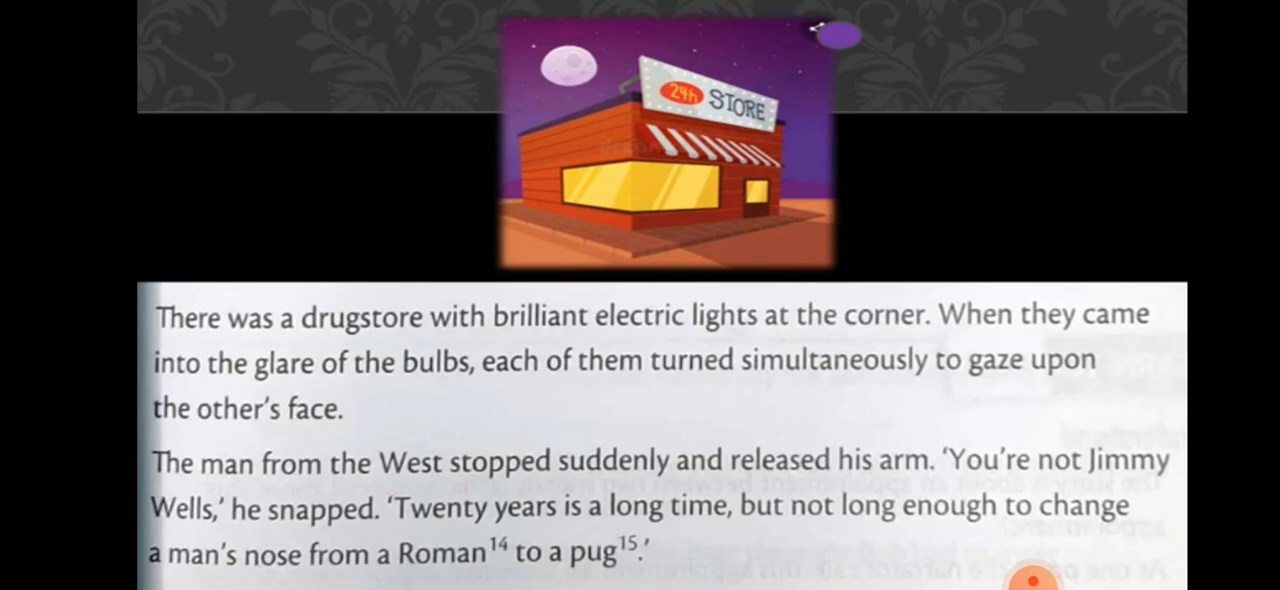 24h STORE
There was a drugstore with brilliant electric lights at the corner. When they came
into the glare of the bulbs, each of them turned simultaneously to gaze upon
the other's face.
The man from the West stopped suddenly and released his arm. 'You're not Jimmy
Wells,' he snapped. 'Twenty years is a long time, but not long enough to change
a man's nose from a Roman¹⁴ to a pug¹⁵.'